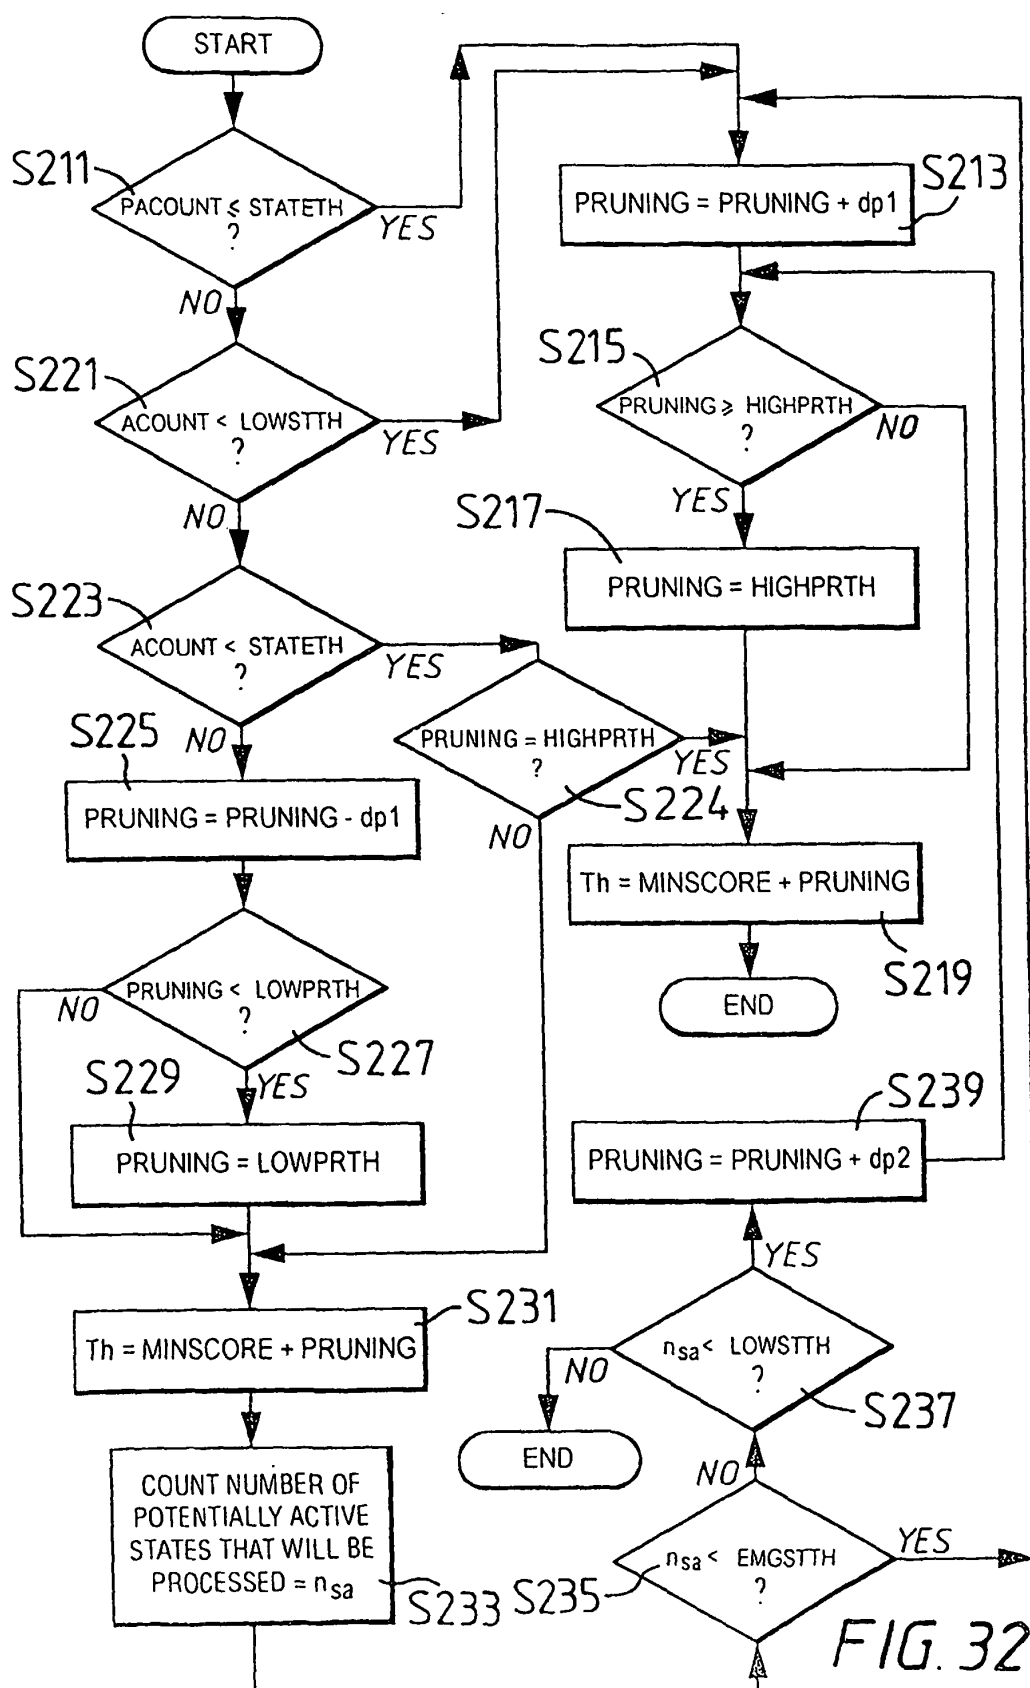 START
S211
PACOUNT ⩽ STATETH
?
YES
NO
S221
ACOUNT < LOWSTTH
?
YES
NO
S223
ACOUNT < STATETH
?
YES
NO
S225
PRUNING = PRUNING - dp1
PRUNING < LOWPRTH
?
NO
S227
YES
S229
PRUNING = LOWPRTH
S231
Th = MINSCORE + PRUNING
COUNT NUMBER OF
POTENTIALLY ACTIVE
STATES THAT WILL BE
PROCESSED = nsa
S233
S213
PRUNING = PRUNING + dp1
S215
PRUNING ⩾ HIGHPRTH
?
NO
YES
S217
PRUNING = HIGHPRTH
PRUNING = HIGHPRTH
?
YES
S224
NO
Th = MINSCORE + PRUNING
S219
END
S239
PRUNING = PRUNING + dp2
YES
nsa < LOWSTTH
?
NO
S237
END
NO
nsa < EMGSTTH
?
YES
S235
FIG. 32